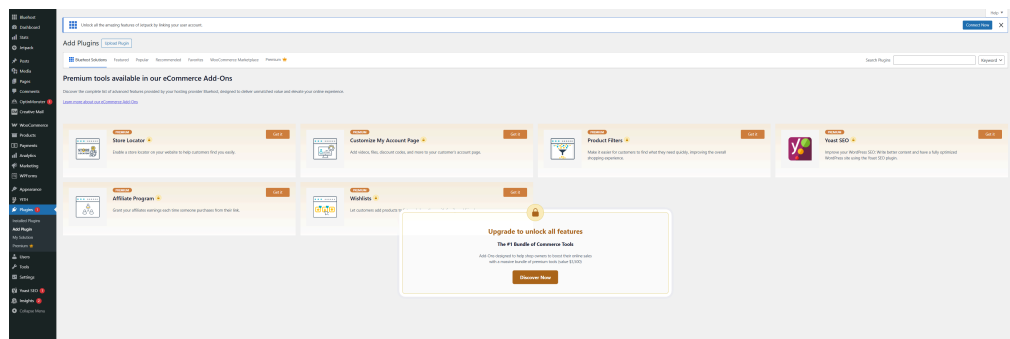 Help
Bluehost
Dashboard
Stats
Jetpack
Posts
Media
Pages
Comments
OptinMonster
Creative Mail
WooCommerce
Products
Payments
Analytics
Marketing
WPForms
Appearance
YITH
Plugins 1
Installed Plugins
Add Plugin
My Solution
Premium
Users
Tools
Settings
Yoast SEO
Insights
Collapse Menu
Unlock all the amazing features of Jetpack by linking your user account.
Connect Now
Add Plugins
Upload Plugin
Bluehost Solutions Featured Popular Recommended Favorites WooCommerce Marketplace Premium
Search Plugins
Keyword
Premium tools available in our eCommerce Add-Ons
Discover the complete list of advanced features provided by your hosting provider Bluehost, designed to deliver unmatched value and elevate your online experience.
Learn more about our eCommerce Add-Ons
PREMIUM
Store Locator
Get it
Enable a store locator on your website to help customers find you easily.
PREMIUM
Customize My Account Page
Get it
Add videos, files, discount codes, and more to your customer's account page.
PREMIUM
Product Filters
Get it
Make it easier for customers to find what they need quickly, improving the overall
shopping experience.
PREMIUM
Yoast SEO
Get it
Improve your WordPress SEO: Write better content and have a fully optimized
WordPress site using the Yoast SEO plugin.
PREMIUM
Affiliate Program
Get it
Grant your affiliates earnings each time someone purchases from their link.
PREMIUM
Wishlists
Get it
Let customers add products to
Upgrade to unlock all features
The #1 Bundle of Commerce Tools
Add-Ons designed to help shop owners to boost their online sales
with a massive bundle of premium tools (value $3,500)
Discover Now